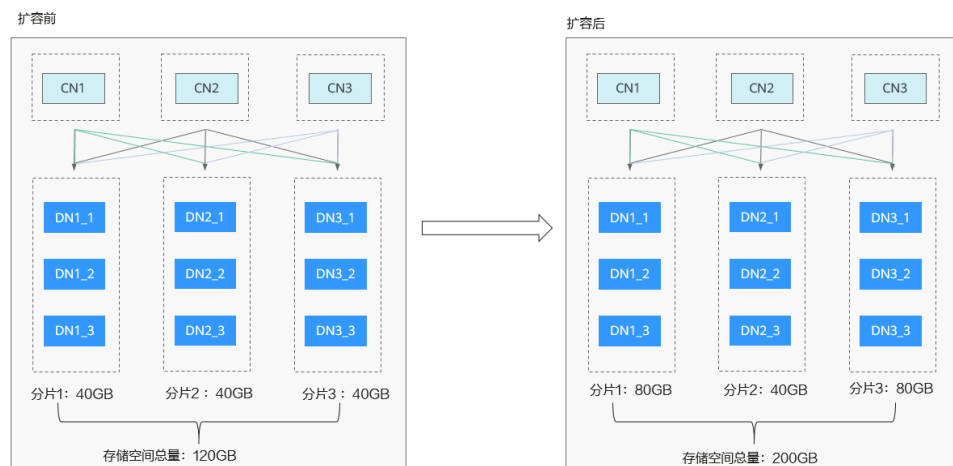 扩容前
CN1
CN2
CN3
DN1_1
DN2_1
DN3_1
DN1_2
DN2_2
DN3_2
DN1_3
DN2_3
DN3_3
分片1：40GB
分片2 ：40GB
分片3 ：40GB
存储空间总量：120GB
扩容后
CN1
CN2
CN3
DN1_1
DN2_1
DN3_1
DN1_2
DN2_2
DN3_2
DN1_3
DN2_3
DN3_3
分片1：80GB
分片2：40GB
分片3：80GB
存储空间总量：200GB